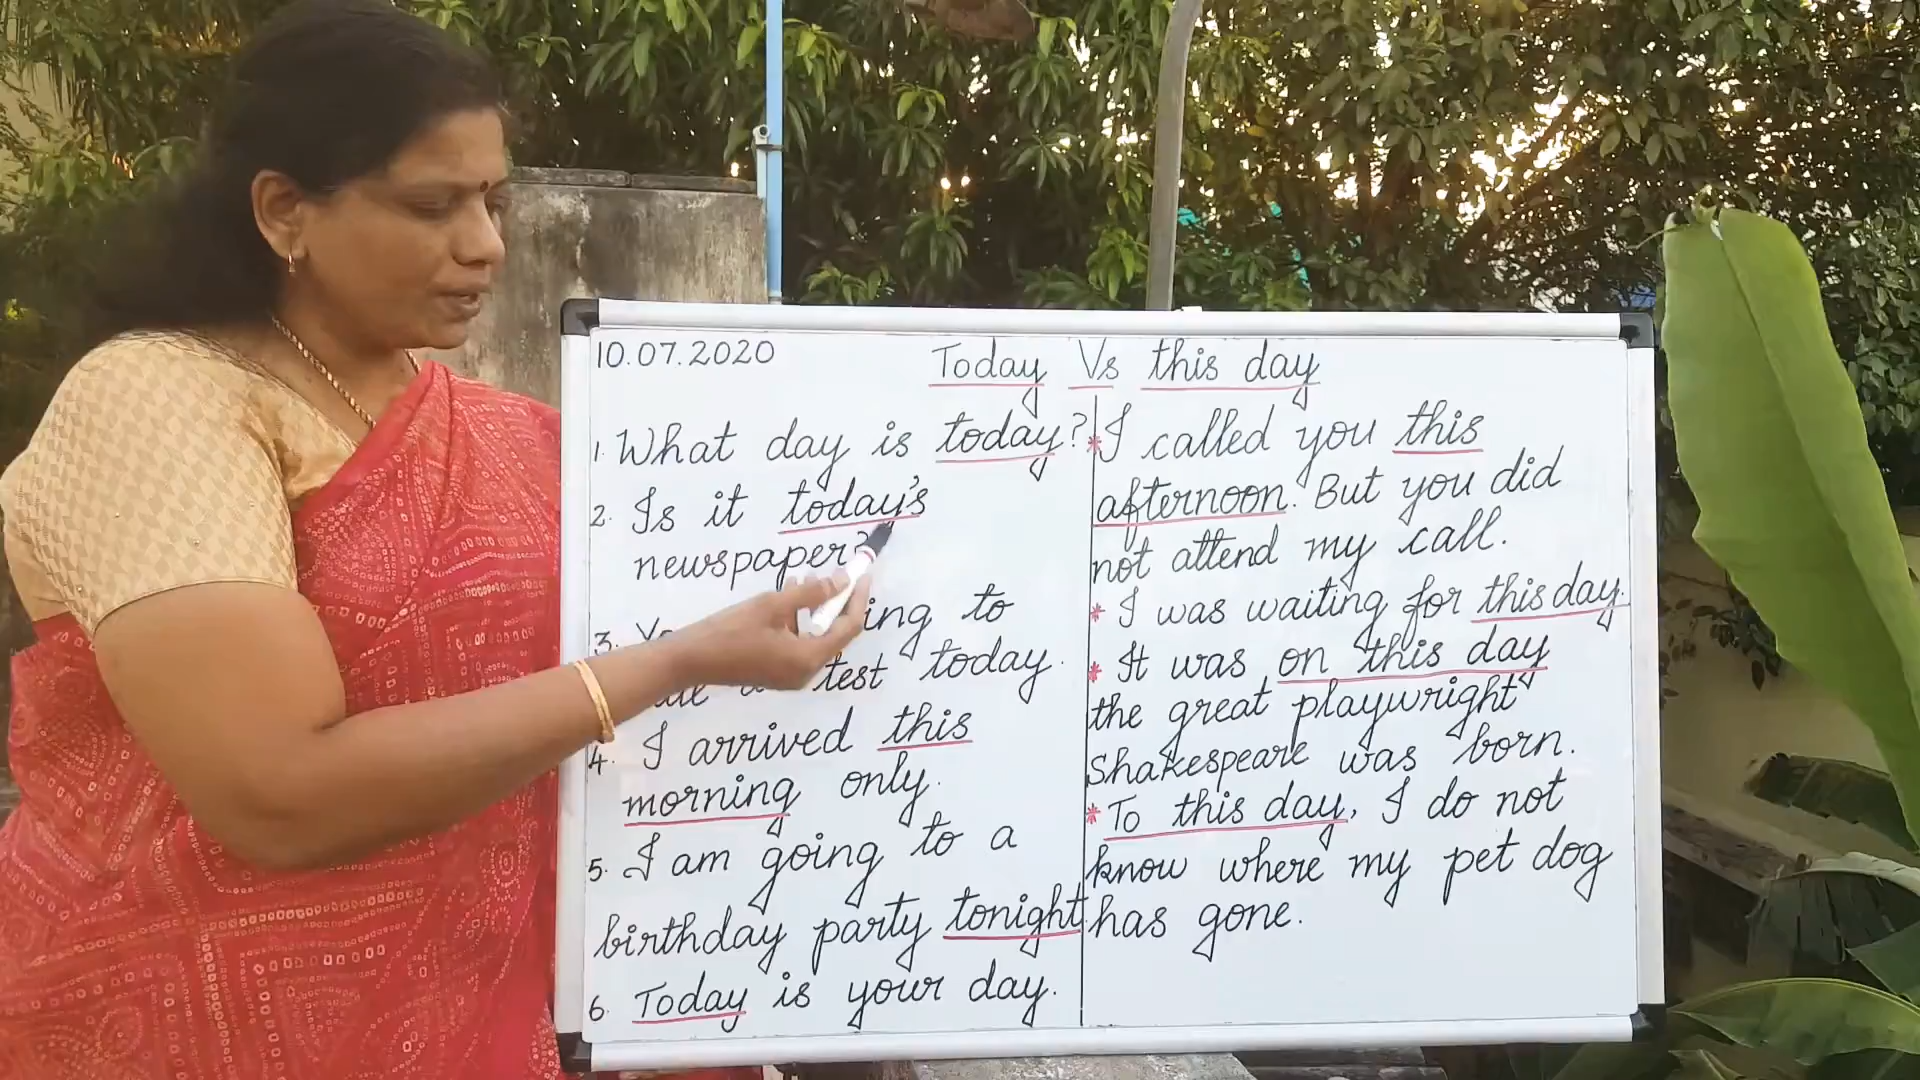 10.07.2020
Today Vs this day
1. What day is today?
2. Is it today's
newspaper?
3. ing to
test today.
4. I arrived this
morning only.
5. I am going to a
birthday party tonight.
6. Today is your day.
* I called you this
afternoon. But you did
not attend my call.
* I was waiting for this day.
* It was on this day
the great playwright
Shakespeare was born.
* To this day, I do not
know where my pet dog
has gone.